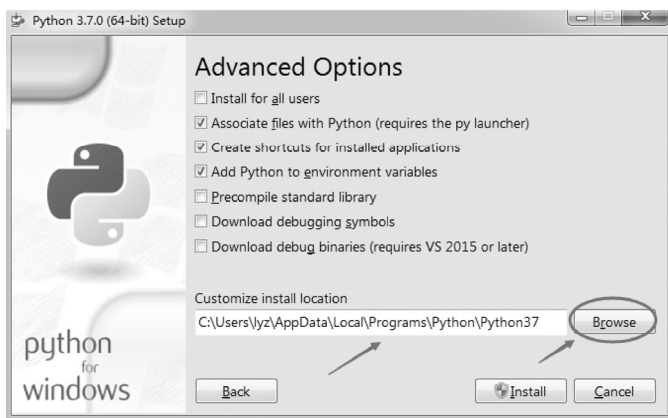 Python 3.7.0 (64-bit) Setup
Advanced Options
Install for all users
Associate files with Python (requires the py launcher)
Create shortcuts for installed applications
Add Python to environment variables
Precompile standard library
Download debugging symbols
Download debug binaries (requires VS 2015 or later)
Customize install location
C:\Users\lyz\AppData\Local\Programs\Python\Python37
Browse
python
for
windows
Back
Install
Cancel